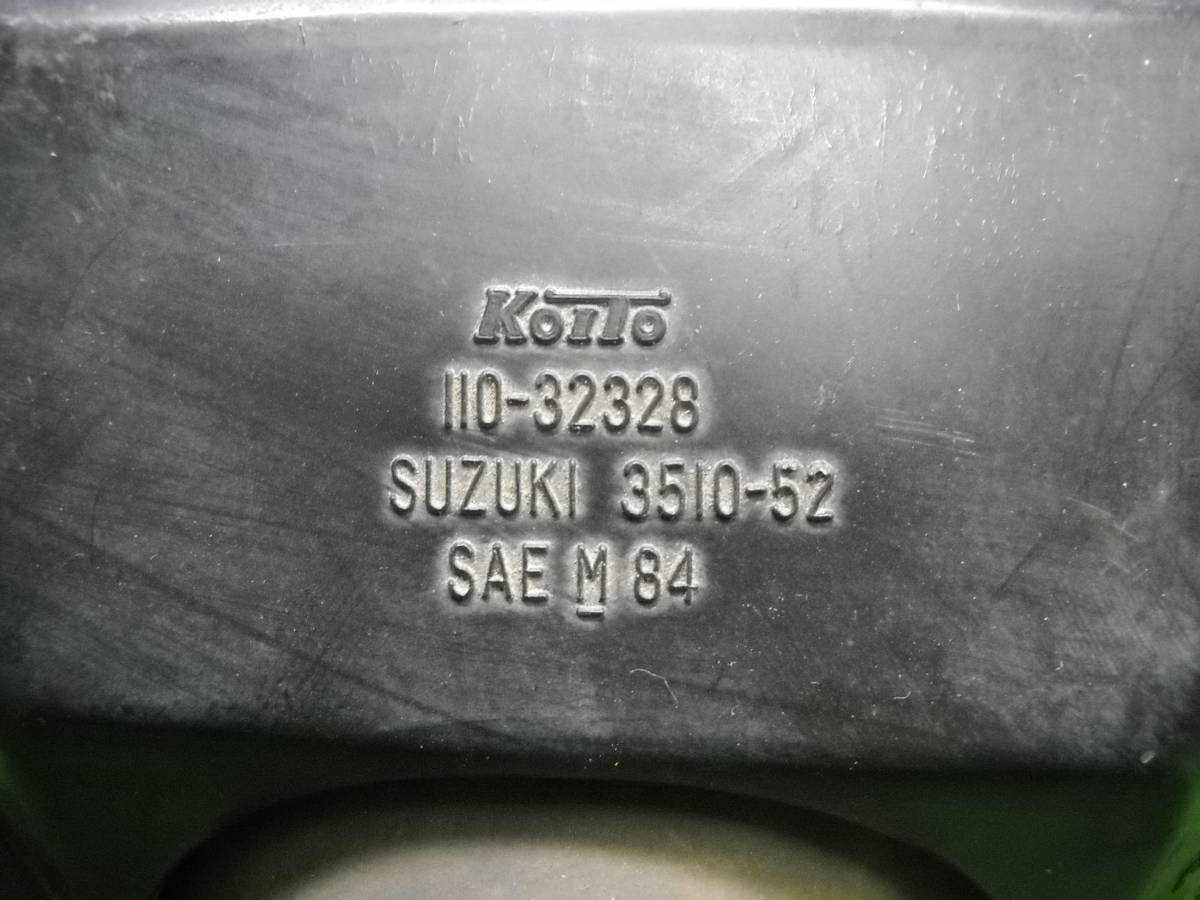 KoiTo
110-32328
SUZUKI 3510-52
SAE M 84